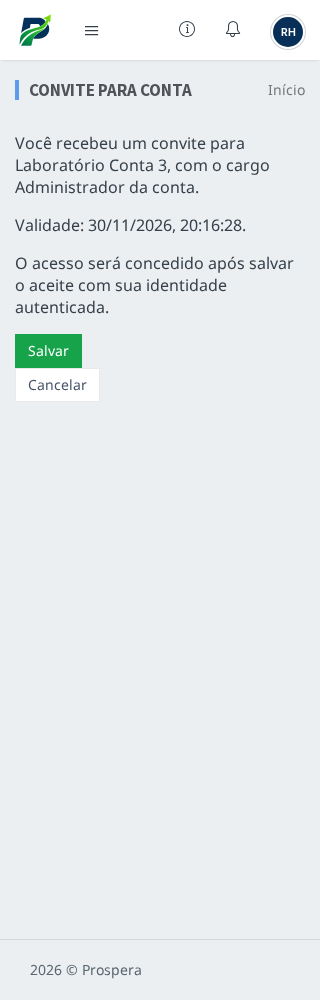 RH
CONVITE PARA CONTA
Início
Você recebeu um convite para
Laboratório Conta 3, com o cargo
Administrador da conta.
Validade: 30/11/2026, 20:16:28.
O acesso será concedido após salvar
o aceite com sua identidade
autenticada.
Salvar
Cancelar
2026 © Prospera